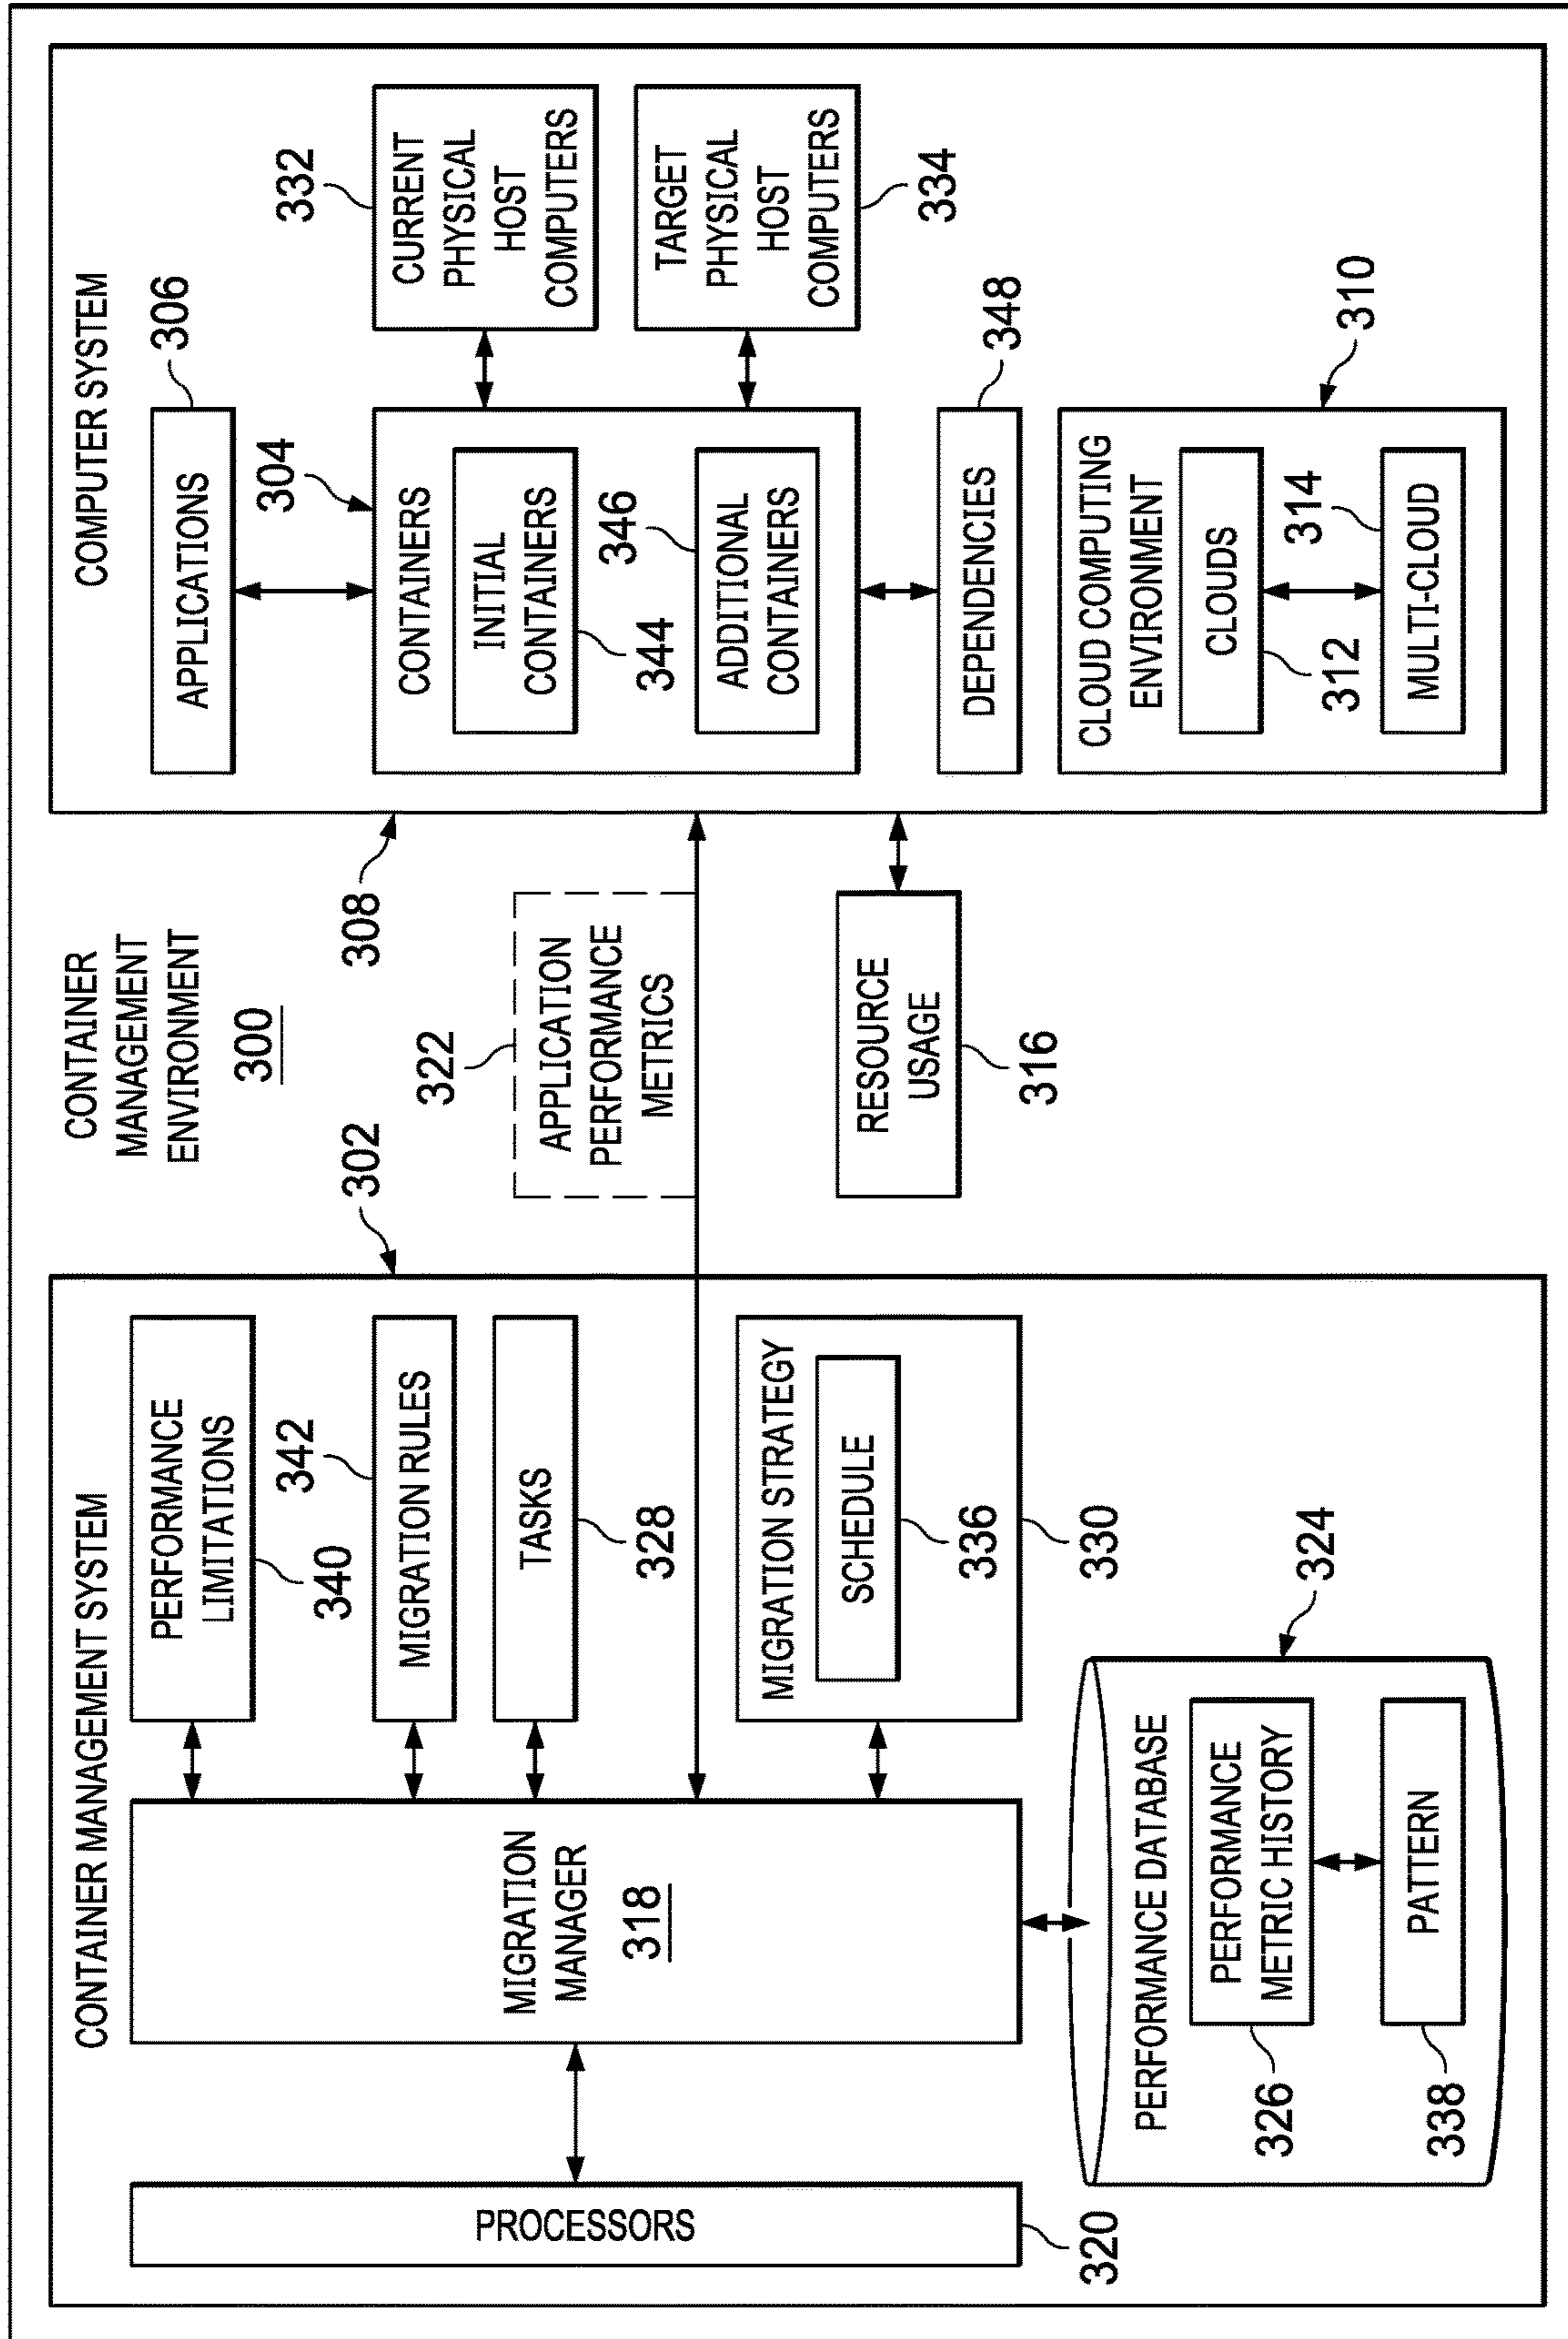 CONTAINER
MANAGEMENT
ENVIRONMENT
300
CONTAINER MANAGEMENT SYSTEM
302
PROCESSORS
320
MIGRATION
MANAGER
318
PERFORMANCE
LIMITATIONS
340
342
MIGRATION RULES
TASKS
328
MIGRATION STRATEGY
SCHEDULE
336
330
PERFORMANCE DATABASE
324
PERFORMANCE
METRIC HISTORY
326
PATTERN
338
322
APPLICATION
PERFORMANCE
METRICS
RESOURCE
USAGE
316
308
COMPUTER SYSTEM
APPLICATIONS
306
304
CONTAINERS
INITIAL
CONTAINERS
344
346
ADDITIONAL
CONTAINERS
332
CURRENT
PHYSICAL
HOST
COMPUTERS
TARGET
PHYSICAL
HOST
COMPUTERS
334
DEPENDENCIES
348
CLOUD COMPUTING
ENVIRONMENT
310
CLOUDS
312
314
MULTI-CLOUD